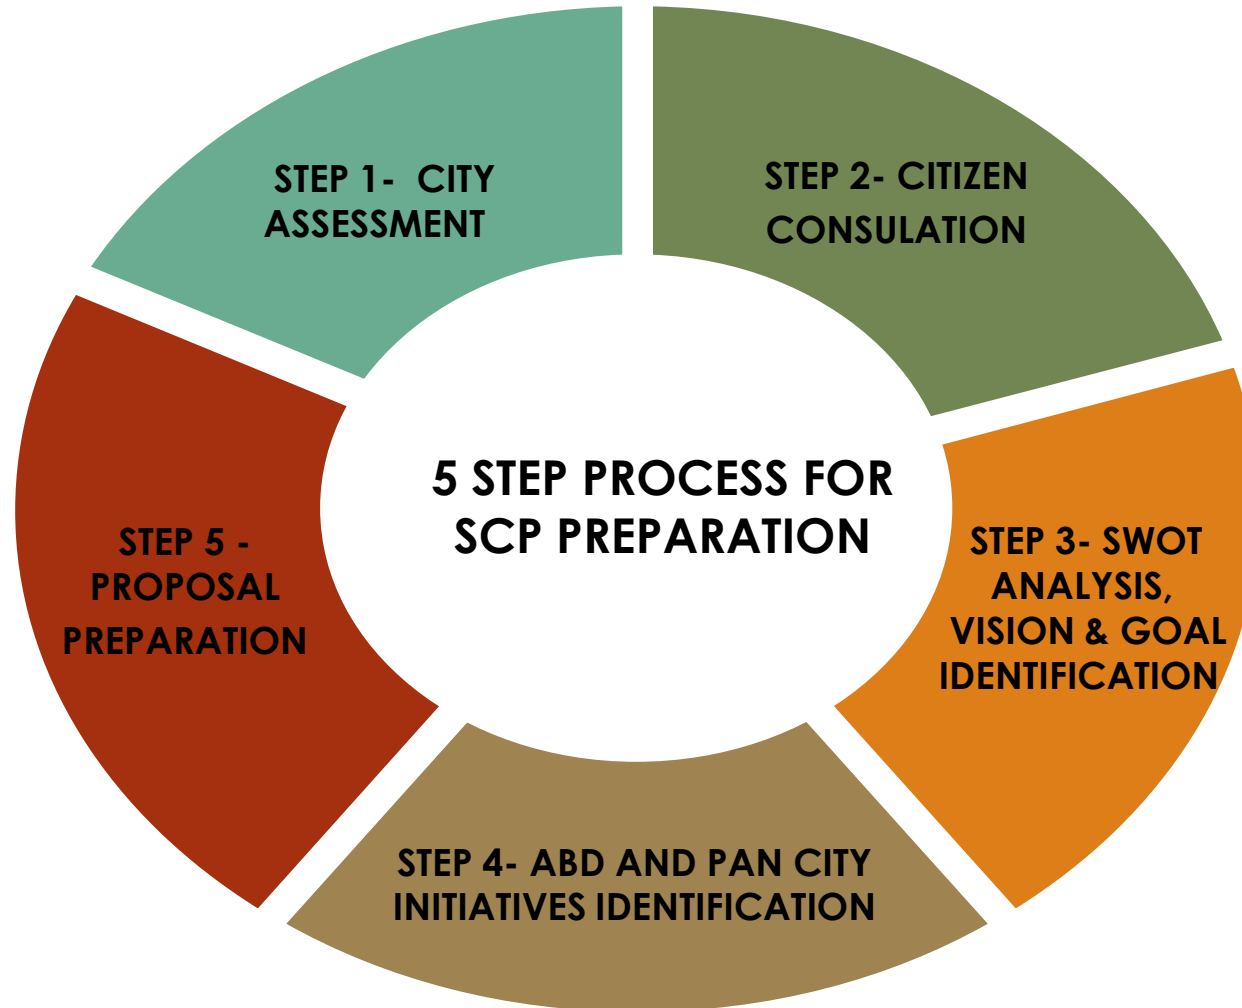 STEP 1- CITY
ASSESSMENT
STEP 2- CITIZEN
CONSULATION
STEP 3- SWOT
ANALYSIS,
VISION & GOAL
IDENTIFICATION
STEP 4- ABD AND PAN CITY
INITIATIVES IDENTIFICATION
STEP 5 -
PROPOSAL
PREPARATION
5 STEP PROCESS FOR
SCP PREPARATION